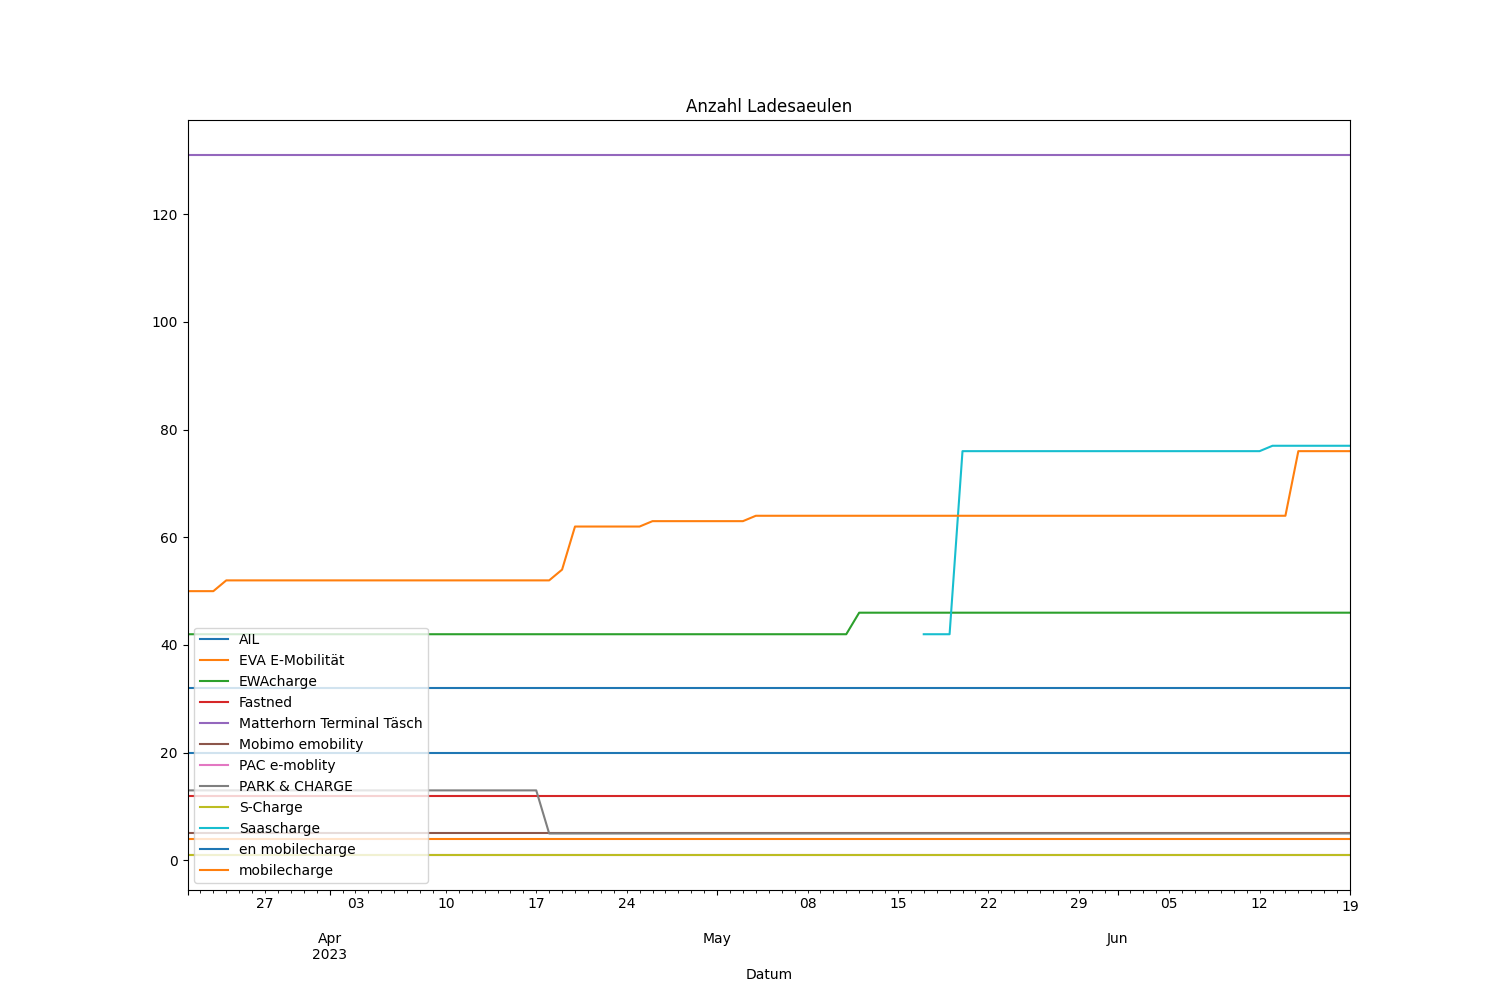 Anzahl Ladesaeulen
120
100
80
60
40
20
0
AIL
EVA E-Mobilität
EWAcharge
Fastned
Matterhorn Terminal Täsch
Mobimo emobility
PAC e-moblity
PARK & CHARGE
S-Charge
Saascharge
en mobilecharge
mobilecharge
27 03 10 17 24 08 15 22 29 05 12 19
Apr May Jun
2023
Datum